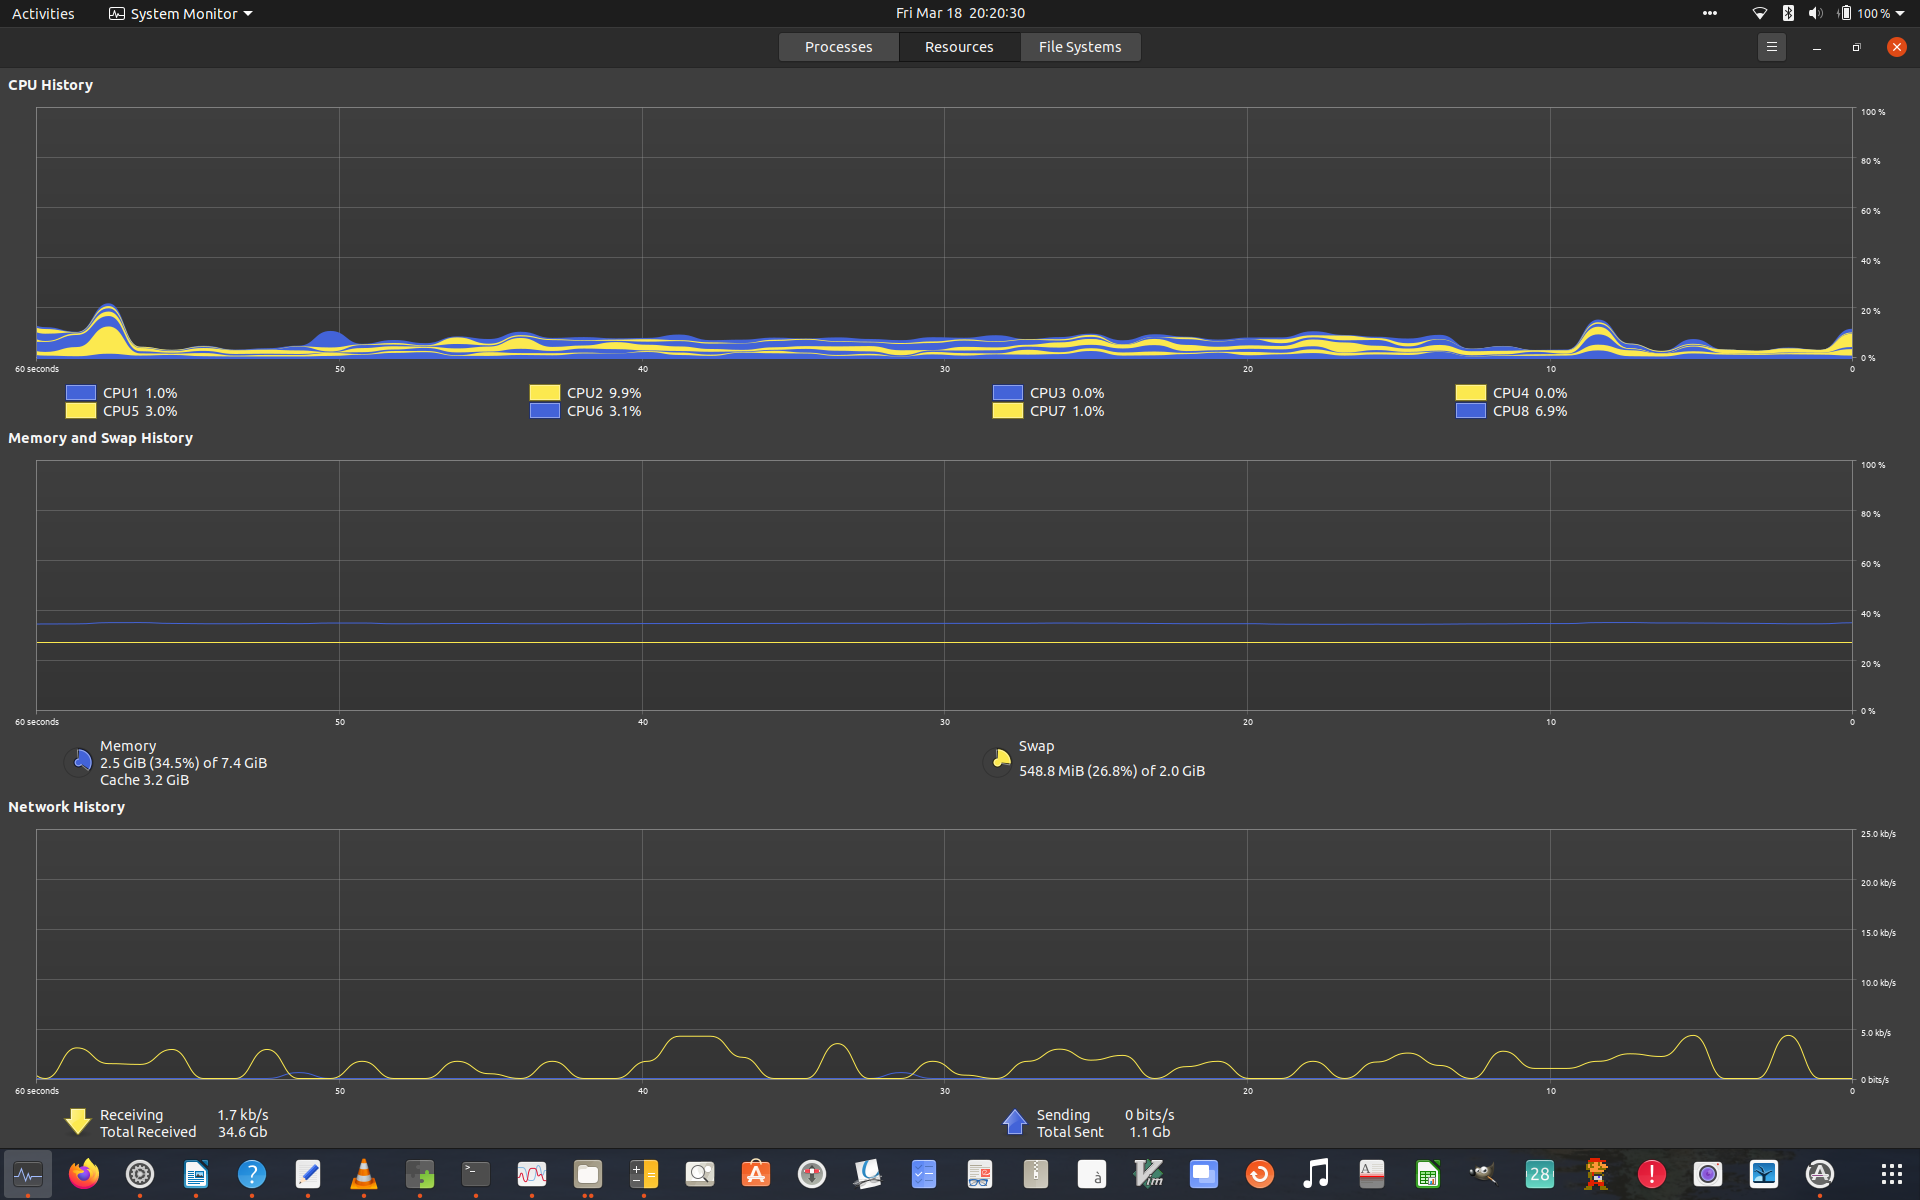 Activities System Monitor Fri Mar 18 20:20:30 100 %
Processes Resources File Systems
CPU History
100 %
80 %
60 %
40 %
20 %
0 %
60 seconds 50 40 30 20 10 0
CPU1 1.0% CPU2 9.9% CPU3 0.0% CPU4 0.0%
CPU5 3.0% CPU6 3.1% CPU7 1.0% CPU8 6.9%
Memory and Swap History
100 %
80 %
60 %
40 %
20 %
0 %
60 seconds 50 40 30 20 10 0
Memory
2.5 GiB (34.5%) of 7.4 GiB
Cache 3.2 GiB
Swap
548.8 MiB (26.8%) of 2.0 GiB
Network History
25.0 kb/s
20.0 kb/s
15.0 kb/s
10.0 kb/s
5.0 kb/s
0 bits/s
60 seconds 50 40 30 20 10 0
Receiving 1.7 kb/s Sending 0 bits/s
Total Received 34.6 Gb Total Sent 1.1 Gb
? >_ à Vim A 28 !